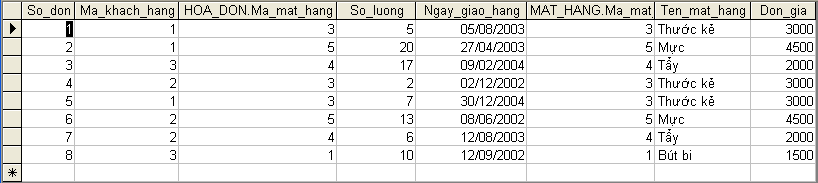 So_don Ma_khach_hang HOA_DON.Ma_mat_hang So_luong Ngay_giao_hang MAT_HANG.Ma_mat Ten_mat_hang Don_gia
1 1 3 5 05/08/2003 3 Thước kẻ 3000
2 1 5 20 27/04/2003 5 Mực 4500
3 3 4 17 09/02/2004 4 Tẩy 2000
4 2 3 2 02/12/2002 3 Thước kẻ 3000
5 1 3 7 30/12/2004 3 Thước kẻ 3000
6 2 5 13 08/06/2002 5 Mực 4500
7 2 4 6 12/08/2003 4 Tẩy 2000
8 3 1 10 12/09/2002 1 Bút bi 1500